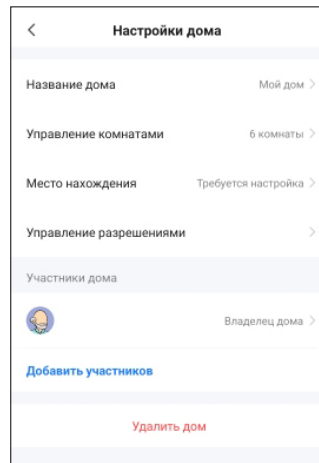 Настройки дома
Название дома Мой дом
Управление комнатами 6 комнаты
Место нахождения Требуется настройка
Управление разрешениями
Участники дома
Владелец дома
Добавить участников
Удалить дом